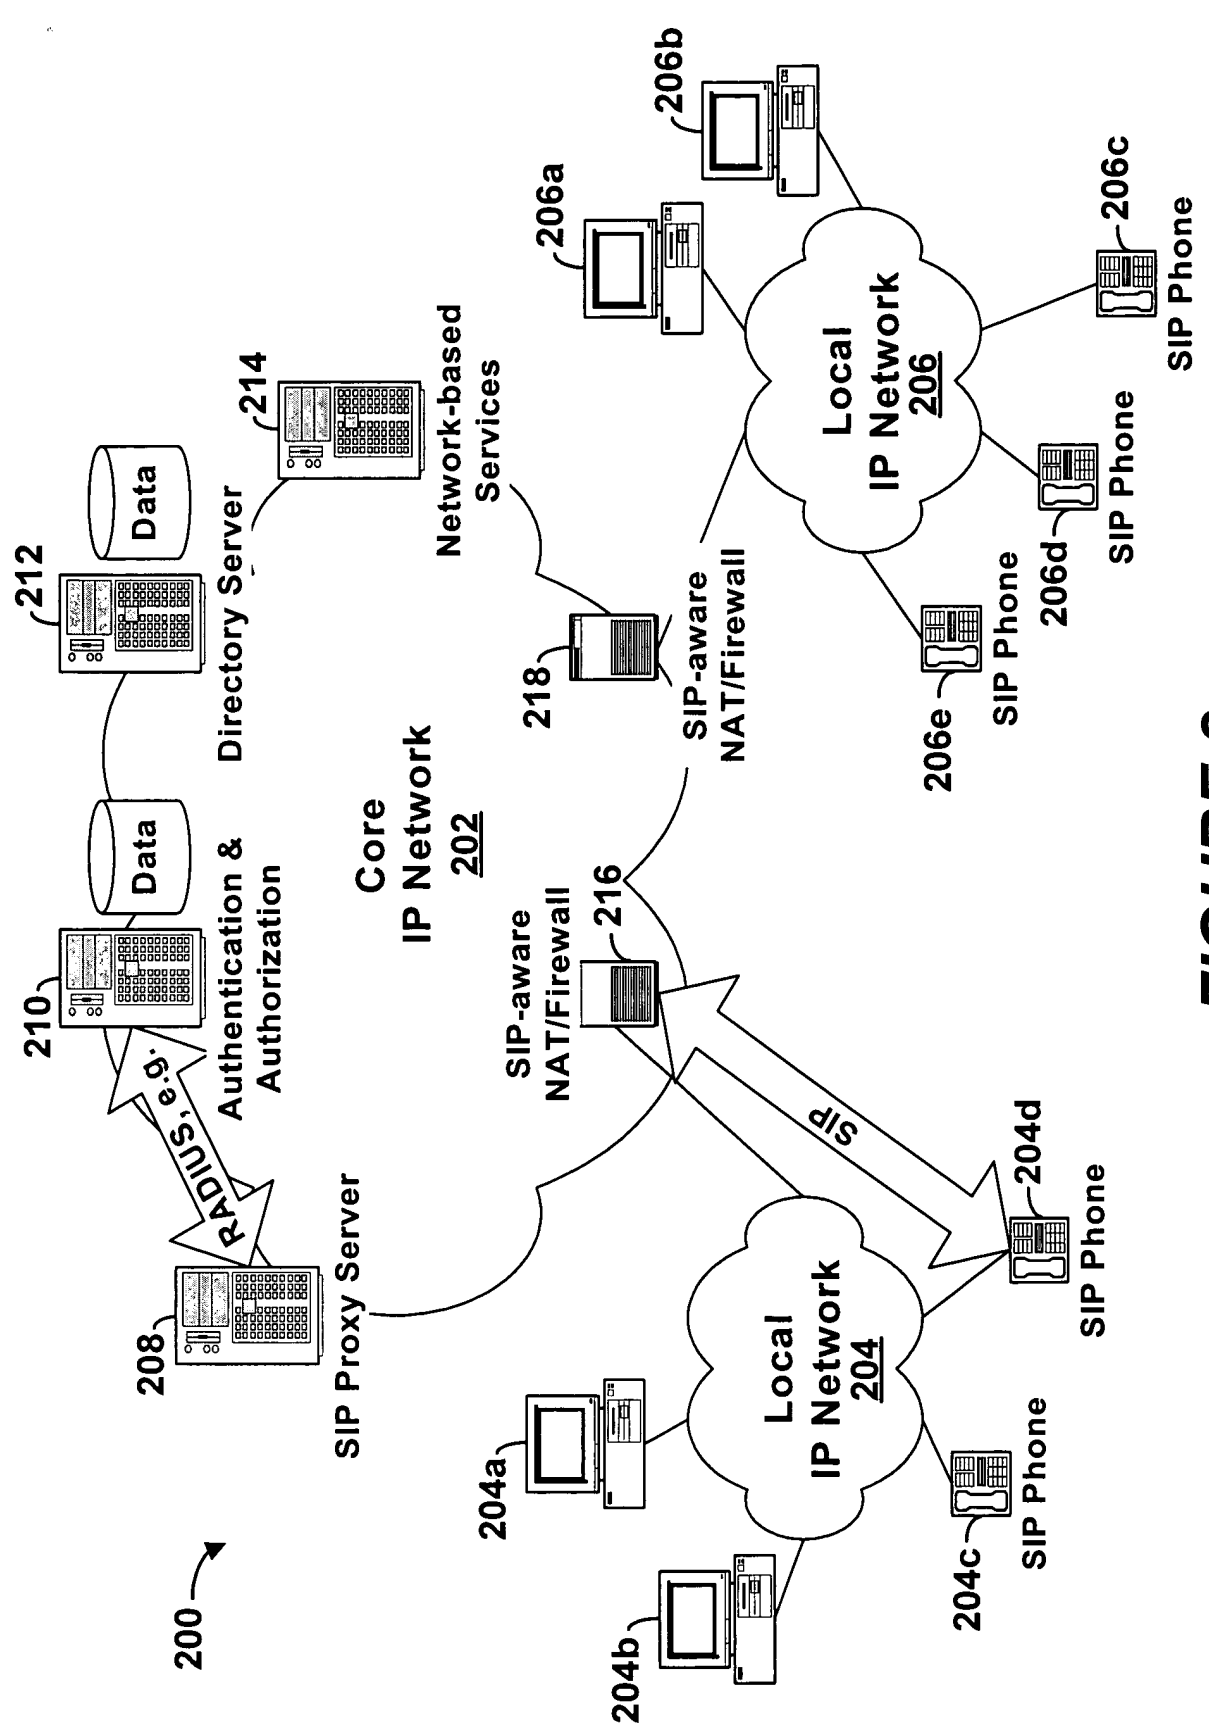 200
208
SIP Proxy Server
RADIUS, e.g.
210
Data
Authentication &
Authorization
212
Data
Directory Server
214
Network-based
Services
Core
IP Network
202
SIP-aware
NAT/Firewall
216
218
SIP-aware
NAT/Firewall
SIP
204a
204b
Local
IP Network
204
204c
SIP Phone
204d
SIP Phone
206a
206b
Local
IP Network
206
206c
SIP Phone
206d
SIP Phone
206e
SIP Phone